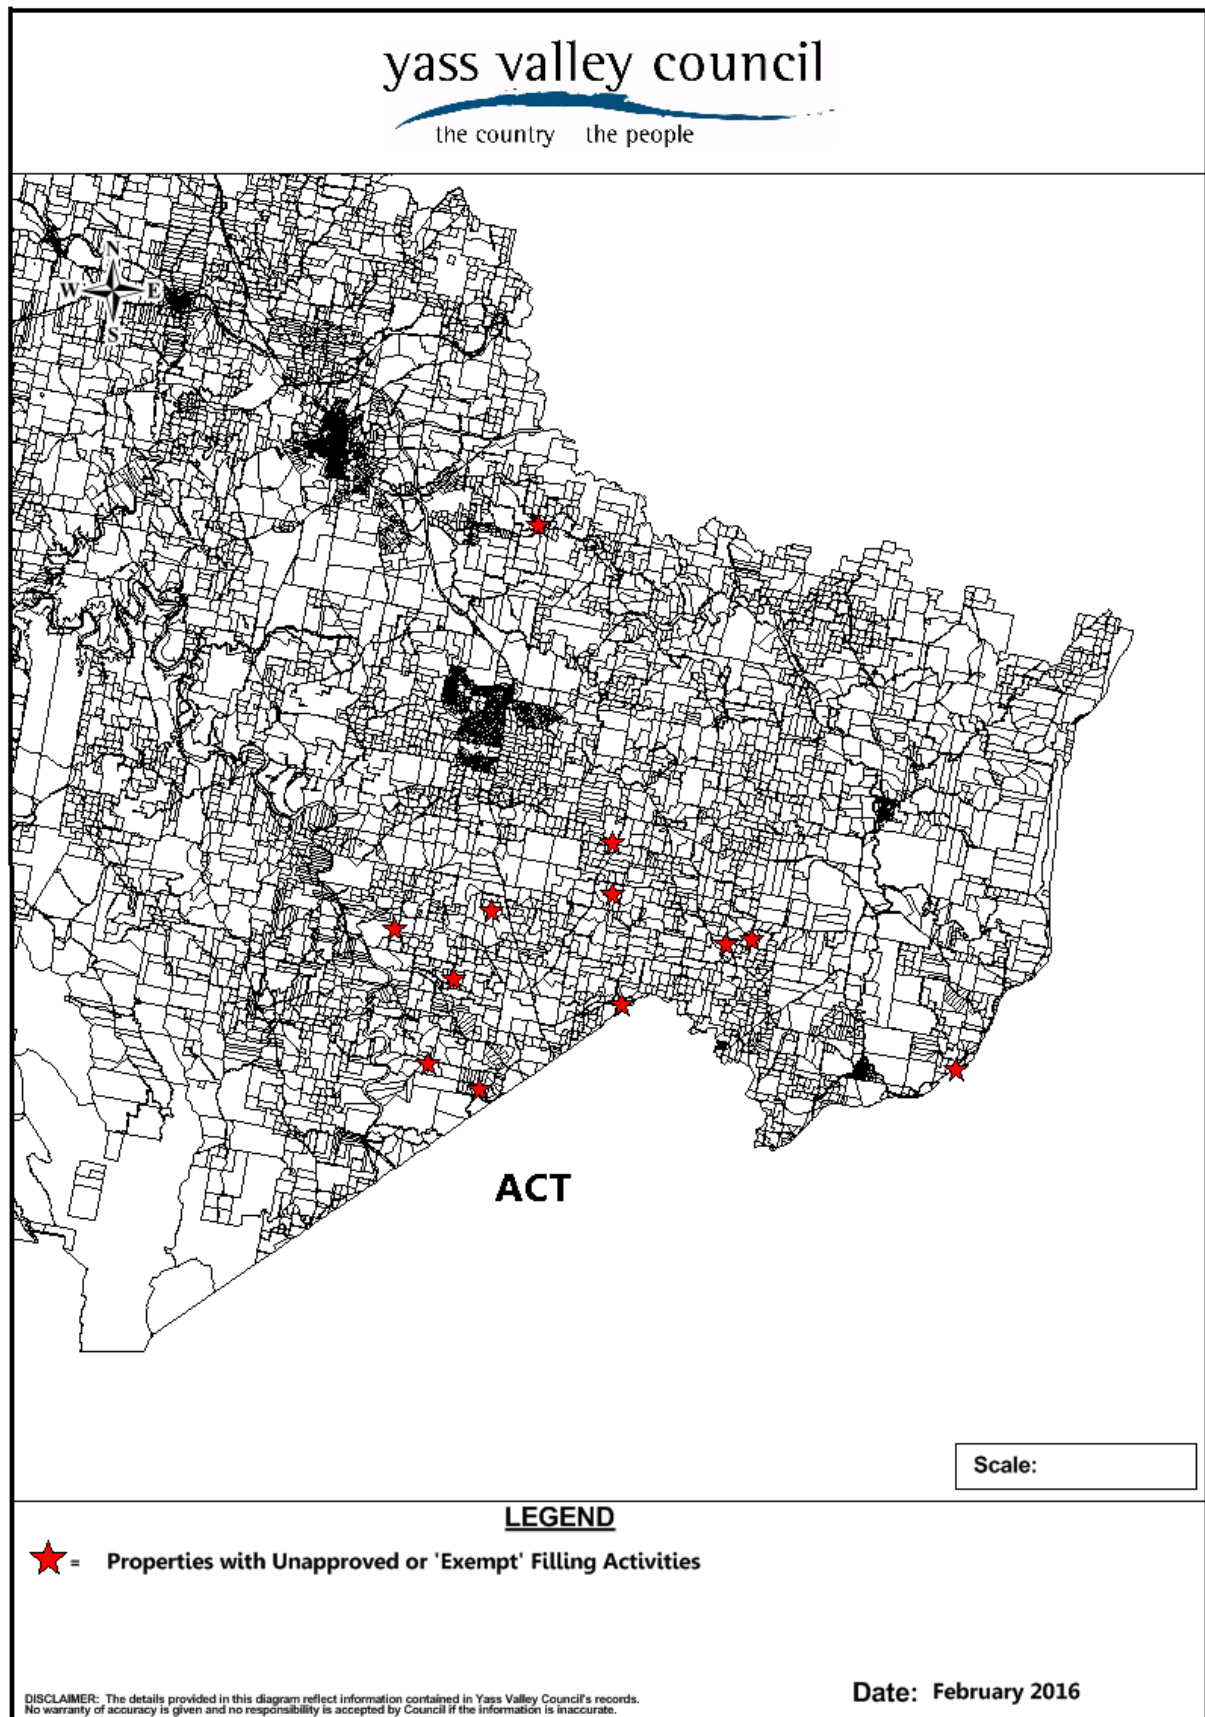 yass valley council
the country the people
N
W E
S
ACT
Scale:
LEGEND
= Properties with Unapproved or 'Exempt' Filling Activities
Date: February 2016
DISCLAIMER: The details provided in this diagram reflect information contained in Yass Valley Council's records.
No warranty of accuracy is given and no responsibility is accepted by Council if the information is inaccurate.